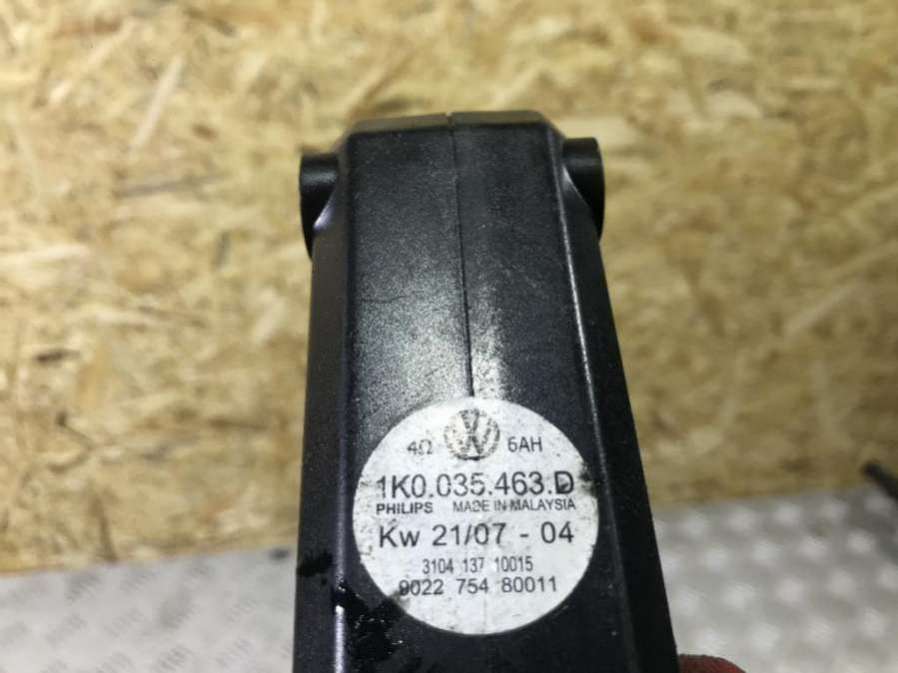 4Ω 6AH
1K0.035.463.D
PHILIPS MADE IN MALAYSIA
Kw 21/07 - 04
3104 137 10015
9022 754 80011